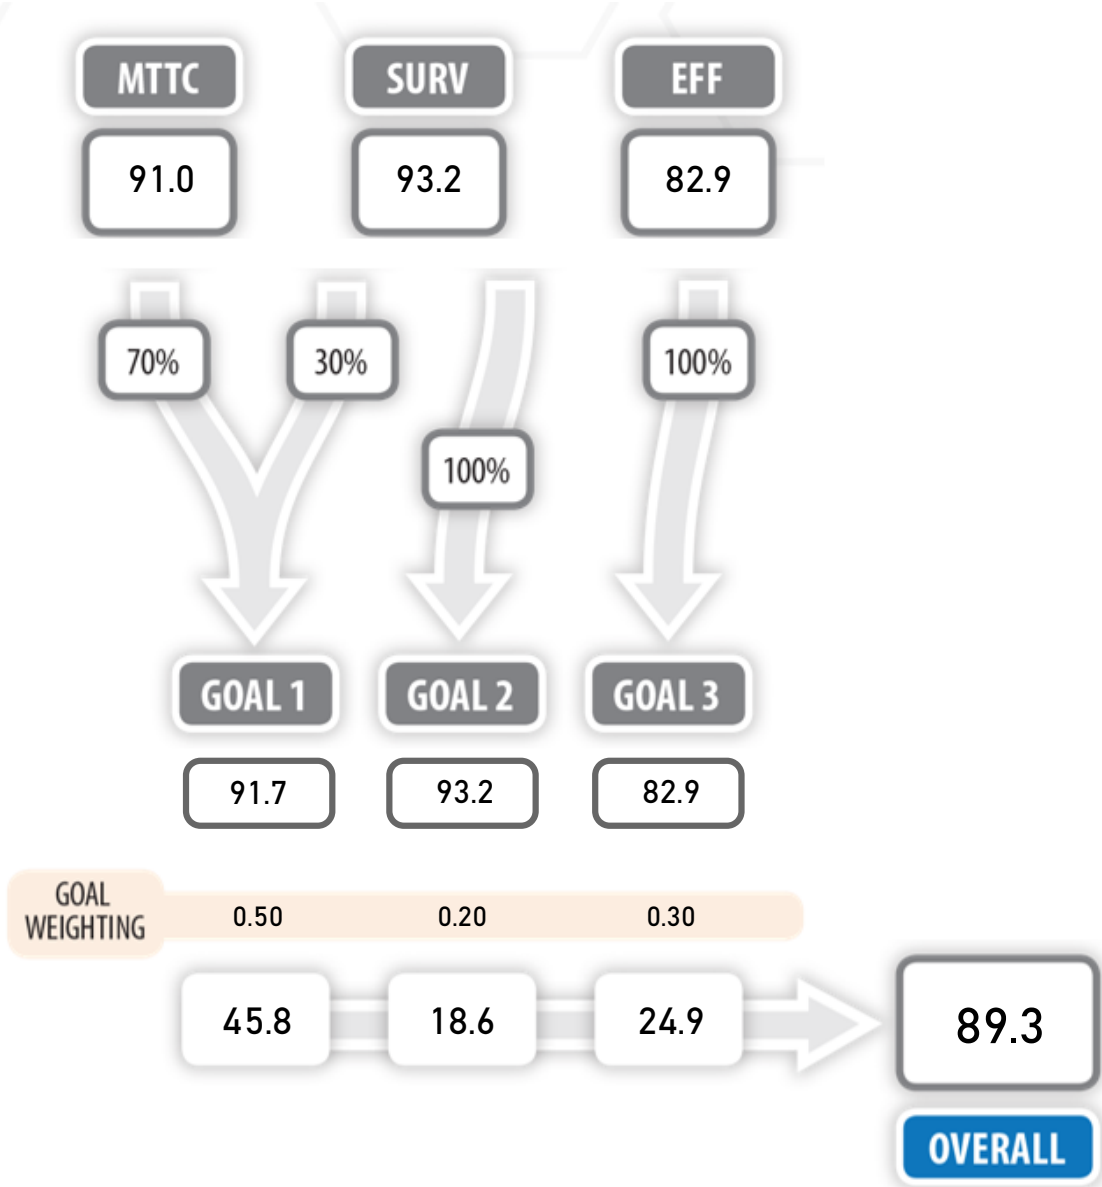 MTTC
SURV
EFF
91.0
93.2
82.9
70%
30%
100%
100%
GOAL 1
GOAL 2
GOAL 3
91.7
93.2
82.9
GOAL
WEIGHTING
0.50
0.20
0.30
45.8
18.6
24.9
89.3
OVERALL